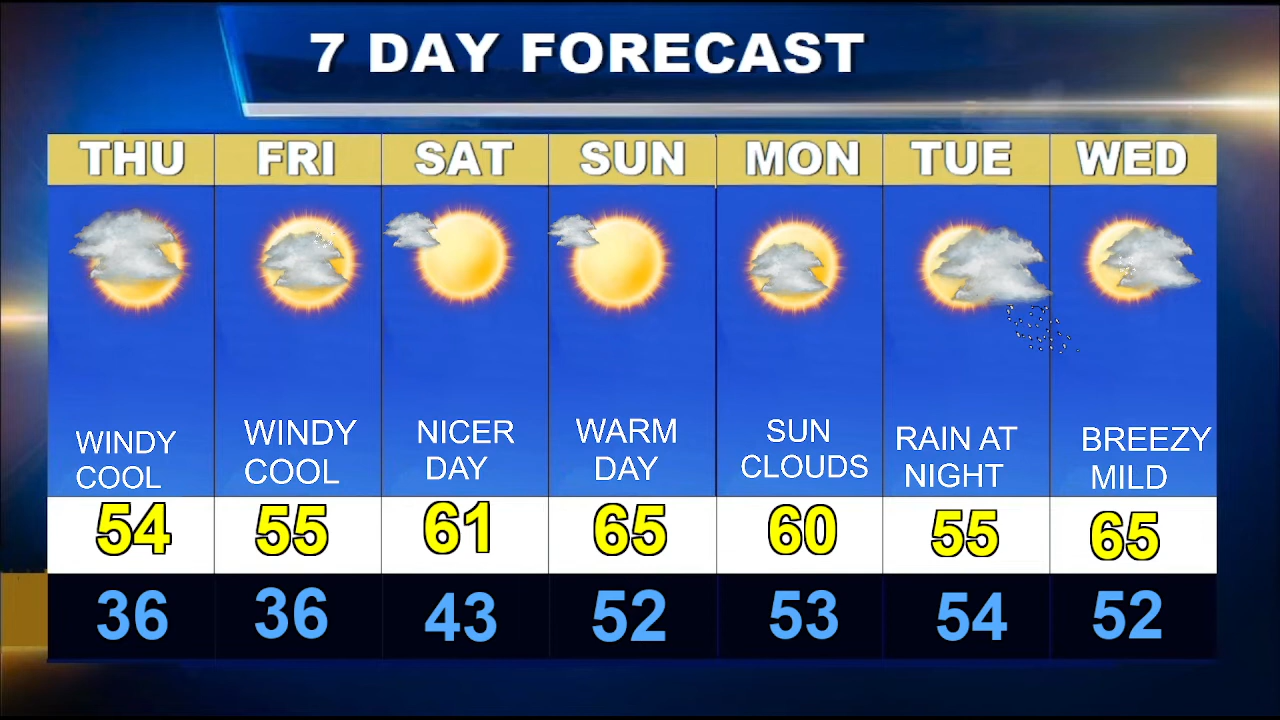 7 DAY FORECAST
THU FRI SAT SUN MON TUE WED
WINDY
COOL
WINDY
COOL
NICER
DAY
WARM
DAY
SUN
CLOUDS
RAIN AT
NIGHT
BREEZY
MILD
54 55 61 65 60 55 65
36 36 43 52 53 54 52